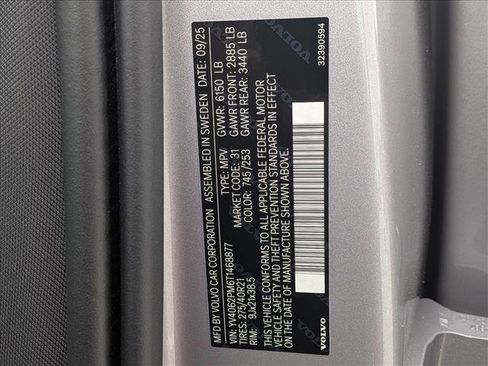 MFD BY VOLVO CAR CORPORATION ASSEMBLED IN SWEDEN DATE: 09/25
GVWR: 6150 LB
GAWR FRONT: 2885 LB
GAWR REAR: 3440 LB
VIN: YV4062PM6T1468877 TYPE: MPV
TIRES: 275/40R21 MARKET CODE: 31
RIM: 9Jx21x38.5 COLOR: 745/253
THIS VEHICLE CONFORMS TO ALL APPLICABLE FEDERAL MOTOR
VEHICLE SAFETY AND THEFT PREVENTION STANDARDS IN EFFECT
ON THE DATE OF MANUFACTURE SHOWN ABOVE.
VOLVO 32390594